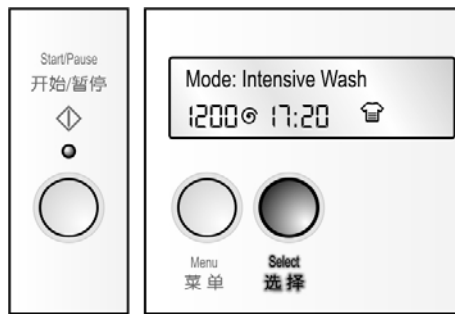 Start/Pause
开始/暂停
Mode: Intensive Wash
1200 17:20
Menu
菜单
Select
选择